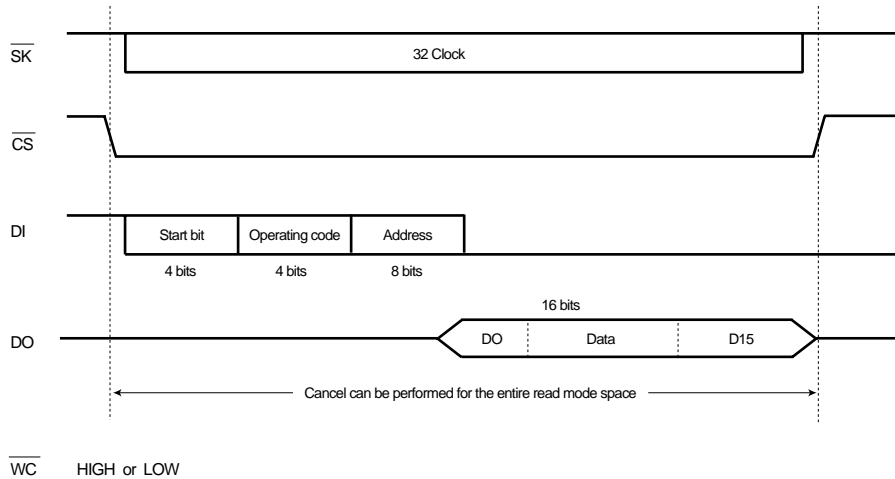 SK
32 Clock
CS
DI
Start bit
Operating code
Address
4 bits
4 bits
8 bits
16 bits
DO
DO
Data
D15
Cancel can be performed for the entire read mode space
WC
HIGH or LOW